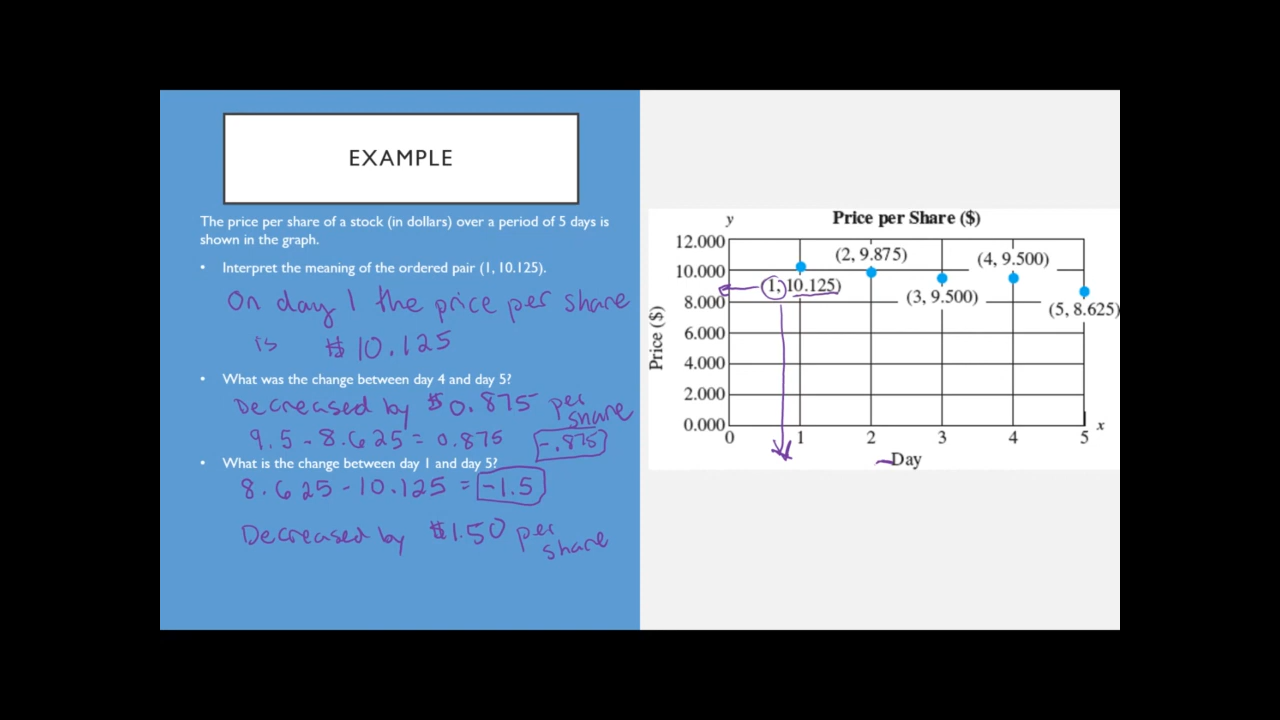 EXAMPLE
The price per share of a stock (in dollars) over a period of 5 days is
shown in the graph.
• Interpret the meaning of the ordered pair (1, 10.125).
On day 1 the price per share
is $10.125
• What was the change between day 4 and day 5?
Decreased by $0.875 per
share
9.5 - 8.625 = 0.875 -.875
• What is the change between day 1 and day 5?
8.625 - 10.125 = -1.5
Decreased by $1.50 per
share
y Price per Share ($)
12.000
(2, 9.875) (4, 9.500)
10.000
(1, 10.125)
(3, 9.500)
8.000
(5, 8.625)
Price ($)
6.000
4.000
2.000
0.000
x
0 1 2 3 4 5
Day